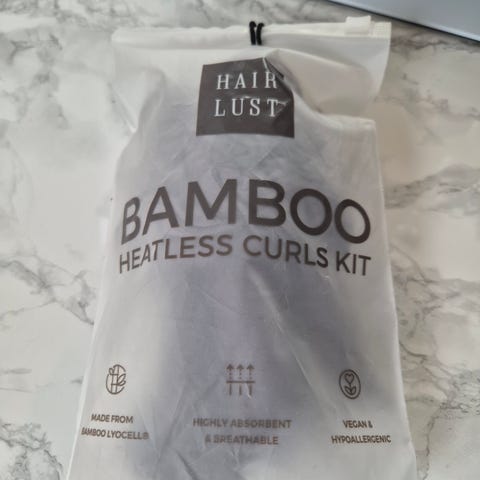 HAIR
LUST
BAMBOO
HEATLESS CURLS KIT
MADE FROM
BAMBOO LYOCELL®
HIGHLY ABSORBENT
& BREATHABLE
VEGAN &
HYPOALLERGENIC